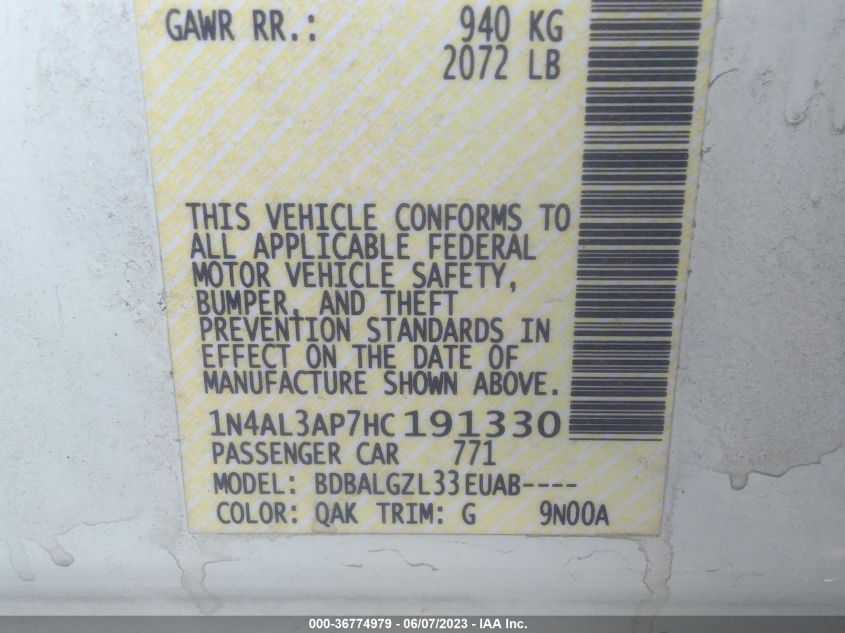 GAWR RR.: 940 KG
2072 LB
THIS VEHICLE CONFORMS TO
ALL APPLICABLE FEDERAL
MOTOR VEHICLE SAFETY,
BUMPER, AND THEFT
PREVENTION STANDARDS IN
EFFECT ON THE DATE OF
MANUFACTURE SHOWN ABOVE.
1N4AL3AP7HC191330
PASSENGER CAR 771
MODEL: BDBALGZL33EUAB----
COLOR: QAK TRIM: G 9N00A
000-36774979 - 06/07/2023 - IAA Inc.